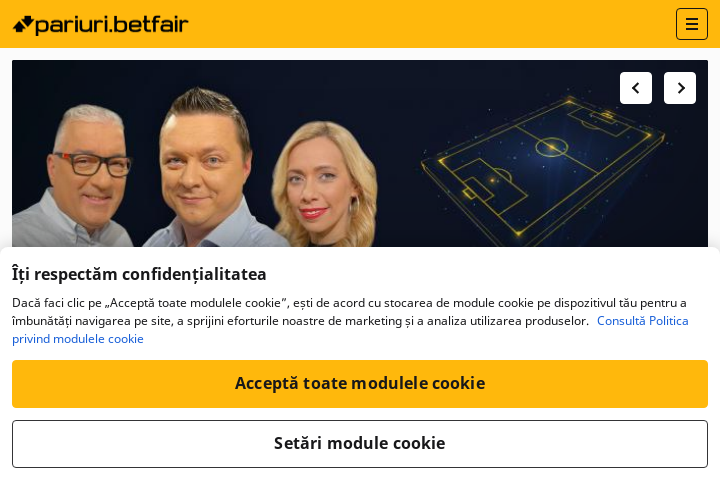 pariuri.betfair
Îți respectăm confidențialitatea
Dacă faci clic pe „Acceptă toate modulele cookie”, ești de acord cu stocarea de module cookie pe dispozitivul tău pentru a
îmbunătăți navigarea pe site, a sprijini eforturile noastre de marketing și a analiza utilizarea produselor. Consultă Politica
privind modulele cookie
Acceptă toate modulele cookie
Setări module cookie